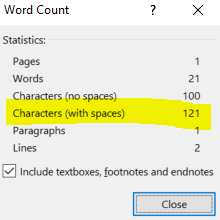 Word Count ? ×
Statistics:
Pages 1
Words 21
Characters (no spaces) 100
Characters (with spaces) 121
Paragraphs 1
Lines 2
Include textboxes, footnotes and endnotes
Close